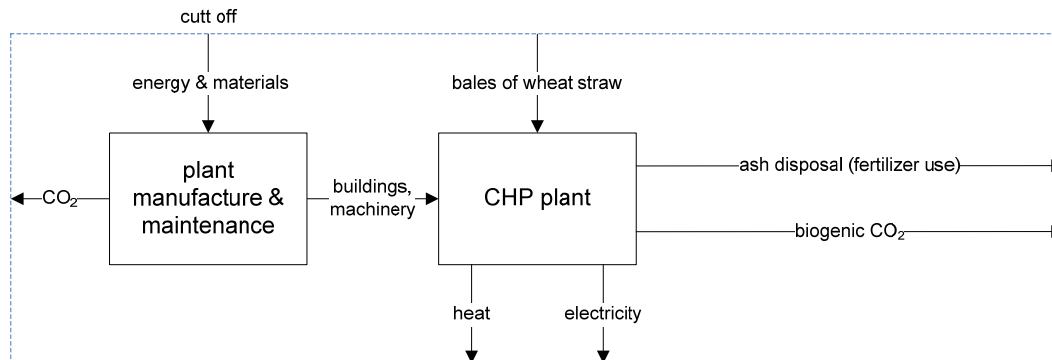 cutt off
energy & materials
bales of wheat straw
plant
manufacture &
maintenance
CO₂
buildings,
machinery
CHP plant
ash disposal (fertilizer use)
biogenic CO₂
heat
electricity